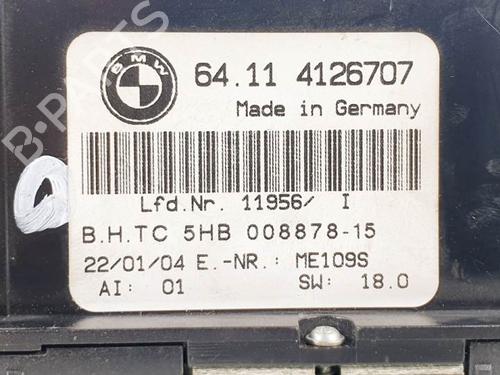 B-PARTS
BMW
64.11 4126707
Made in Germany
Lfd.Nr. 11956/ I
B.H.TC 5HB 008878-15
22/01/04 E.-NR.: ME109S
AI: 01 SW: 18.0